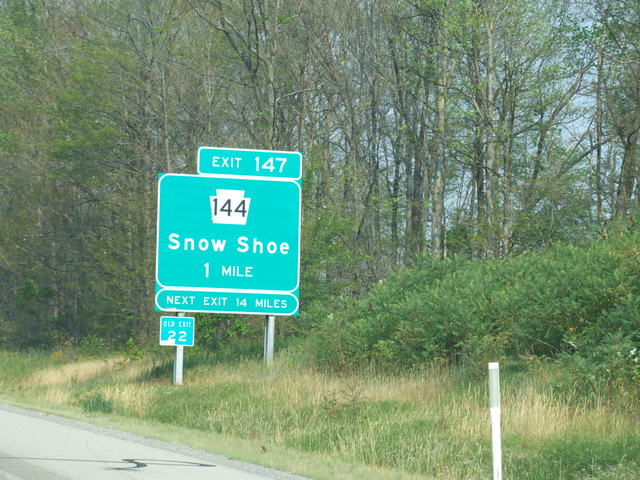 EXIT 147
144
Snow Shoe
1 MILE
NEXT EXIT 14 MILES
OLD EXIT
22